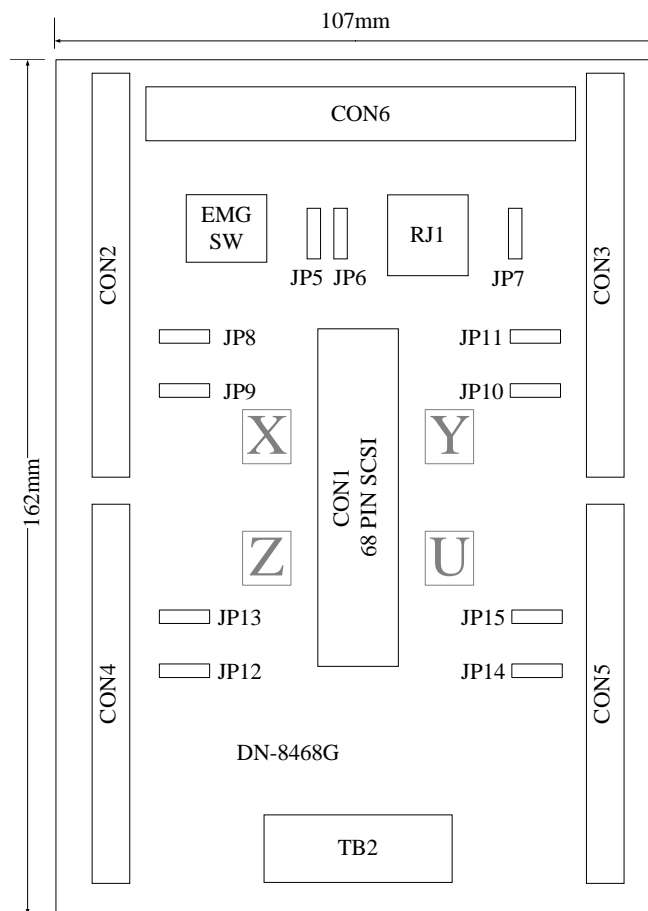 107mm
CON6
EMG
SW
RJ1
JP5
JP6
JP7
CON2
CON3
JP8
JP11
JP9
JP10
X
Y
162mm
CON1
68 PIN SCSI
Z
U
JP13
JP15
JP12
JP14
CON4
CON5
DN-8468G
TB2